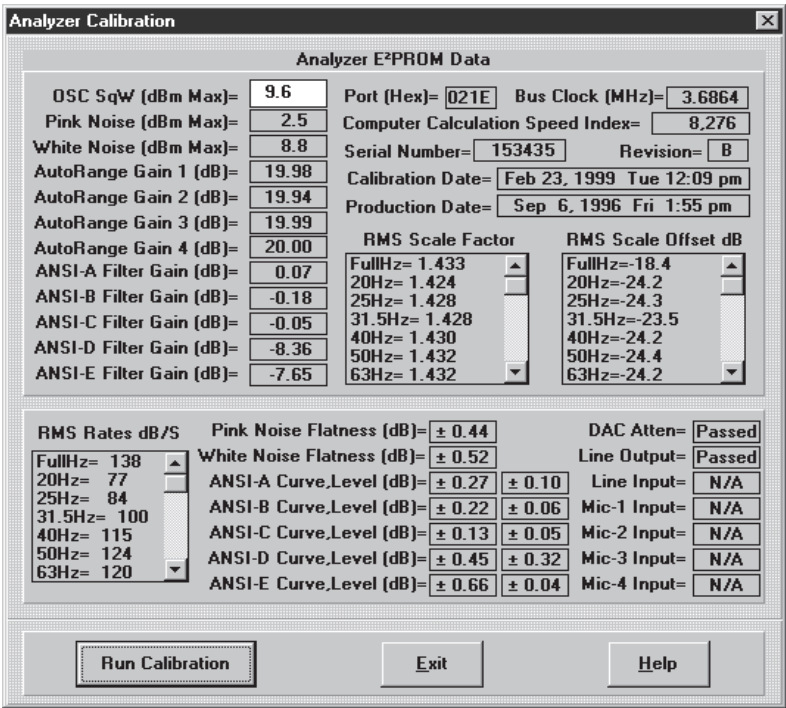 Analyzer Calibration
Analyzer E²PROM Data
OSC SqW (dBm Max)= 9.6
Pink Noise (dBm Max)= 2.5
White Noise (dBm Max)= 8.8
AutoRange Gain 1 (dB)= 19.98
AutoRange Gain 2 (dB)= 19.94
AutoRange Gain 3 (dB)= 19.99
AutoRange Gain 4 (dB)= 20.00
ANSI-A Filter Gain (dB)= 0.07
ANSI-B Filter Gain (dB)= -0.18
ANSI-C Filter Gain (dB)= -0.05
ANSI-D Filter Gain (dB)= -8.36
ANSI-E Filter Gain (dB)= -7.65
Port (Hex)= 021E Bus Clock (MHz)= 3.6864
Computer Calculation Speed Index= 8,276
Serial Number= 153435 Revision= B
Calibration Date= Feb 23, 1999 Tue 12:09 pm
Production Date= Sep 6, 1996 Fri 1:55 pm
RMS Scale Factor
FullHz= 1.433
20Hz= 1.424
25Hz= 1.428
31.5Hz= 1.428
40Hz= 1.430
50Hz= 1.432
63Hz= 1.432
RMS Scale Offset dB
FullHz=-18.4
20Hz=-24.2
25Hz=-24.3
31.5Hz=-23.5
40Hz=-24.2
50Hz=-24.4
63Hz=-24.2
RMS Rates dB/S
FullHz= 138
20Hz= 77
25Hz= 84
31.5Hz= 100
40Hz= 115
50Hz= 124
63Hz= 120
Pink Noise Flatness (dB)= ± 0.44
White Noise Flatness (dB)= ± 0.52
ANSI-A Curve,Level (dB)= ± 0.27 ± 0.10
ANSI-B Curve,Level (dB)= ± 0.22 ± 0.06
ANSI-C Curve,Level (dB)= ± 0.13 ± 0.05
ANSI-D Curve,Level (dB)= ± 0.45 ± 0.32
ANSI-E Curve,Level (dB)= ± 0.66 ± 0.04
DAC Atten= Passed
Line Output= Passed
Line Input= N/A
Mic-1 Input= N/A
Mic-2 Input= N/A
Mic-3 Input= N/A
Mic-4 Input= N/A
Run Calibration
Exit
Help